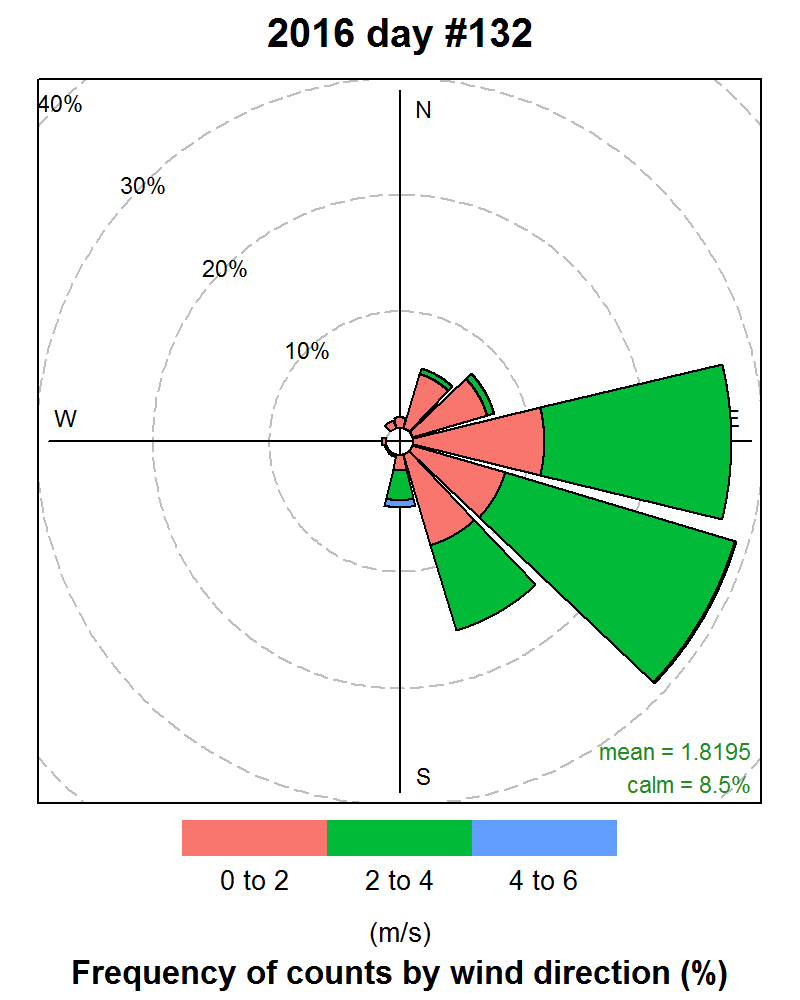 2016 day #132
40%
N
30%
20%
10%
W
E
S
mean = 1.8195
calm = 8.5%
0 to 2 2 to 4 4 to 6
(m/s)
Frequency of counts by wind direction (%)